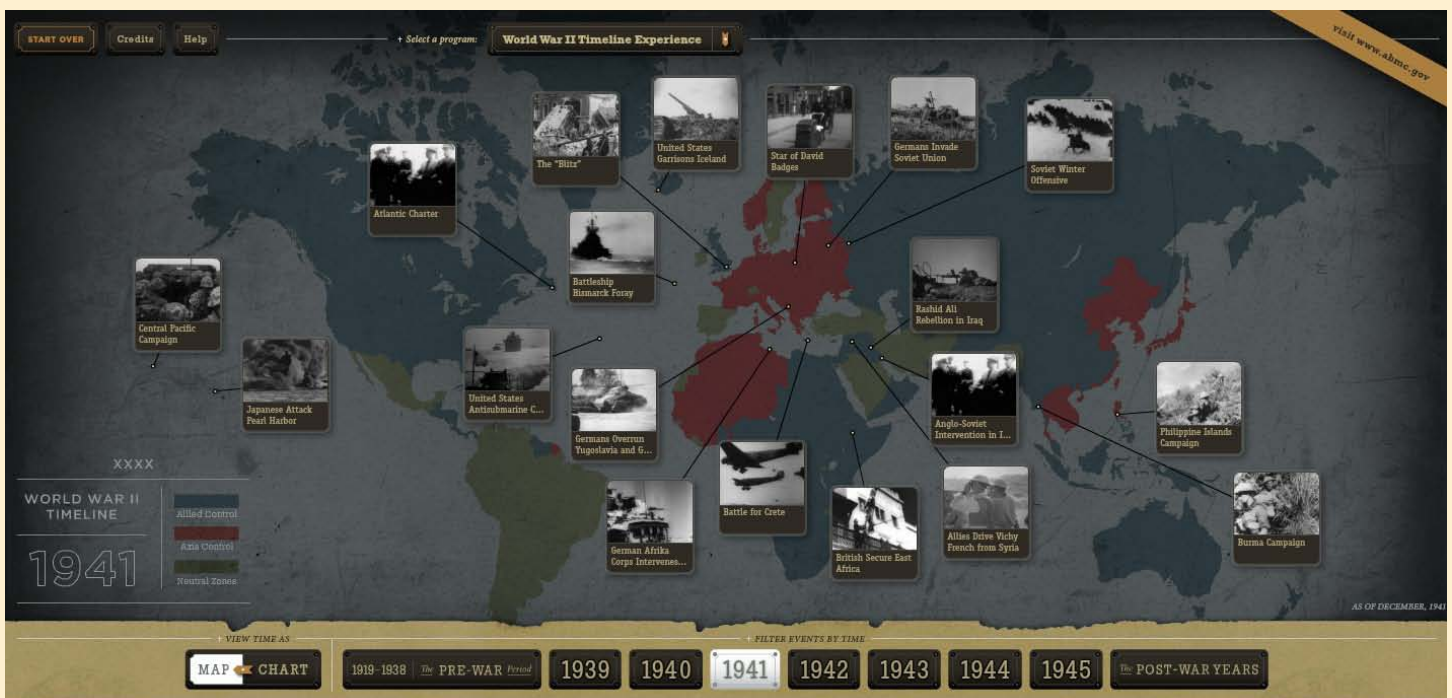 START OVER
Credits
Help
Select a program:
World War II Timeline Experience
visit www.abmc.gov
The "Blitz"
United States
Garrisons Iceland
Star of David
Badges
Germans Invade
Soviet Union
Soviet Winter
Offensive
Atlantic Charter
Battleship
Bismarck Foray
Rashid Ali
Rebellion in Iraq
Central Pacific
Campaign
Japanese Attack
Pearl Harbor
United States
Antisubmarine C...
Germans Overrun
Yugoslavia and G...
Anglo-Soviet
Intervention in I...
Philippine Islands
Campaign
German Afrika
Corps Intervenes...
Battle for Crete
British Secure East
Africa
Allies Drive Vichy
French from Syria
Burma Campaign
XXXX
WORLD WAR II
TIMELINE
1941
Allied Control
Axis Control
Neutral Zones
AS OF DECEMBER, 1941
VIEW TIME AS
MAP CHART
FILTER EVENTS BY TIME
1919-1938 The PRE-WAR Period
1939
1940
1941
1942
1943
1944
1945
The POST-WAR YEARS